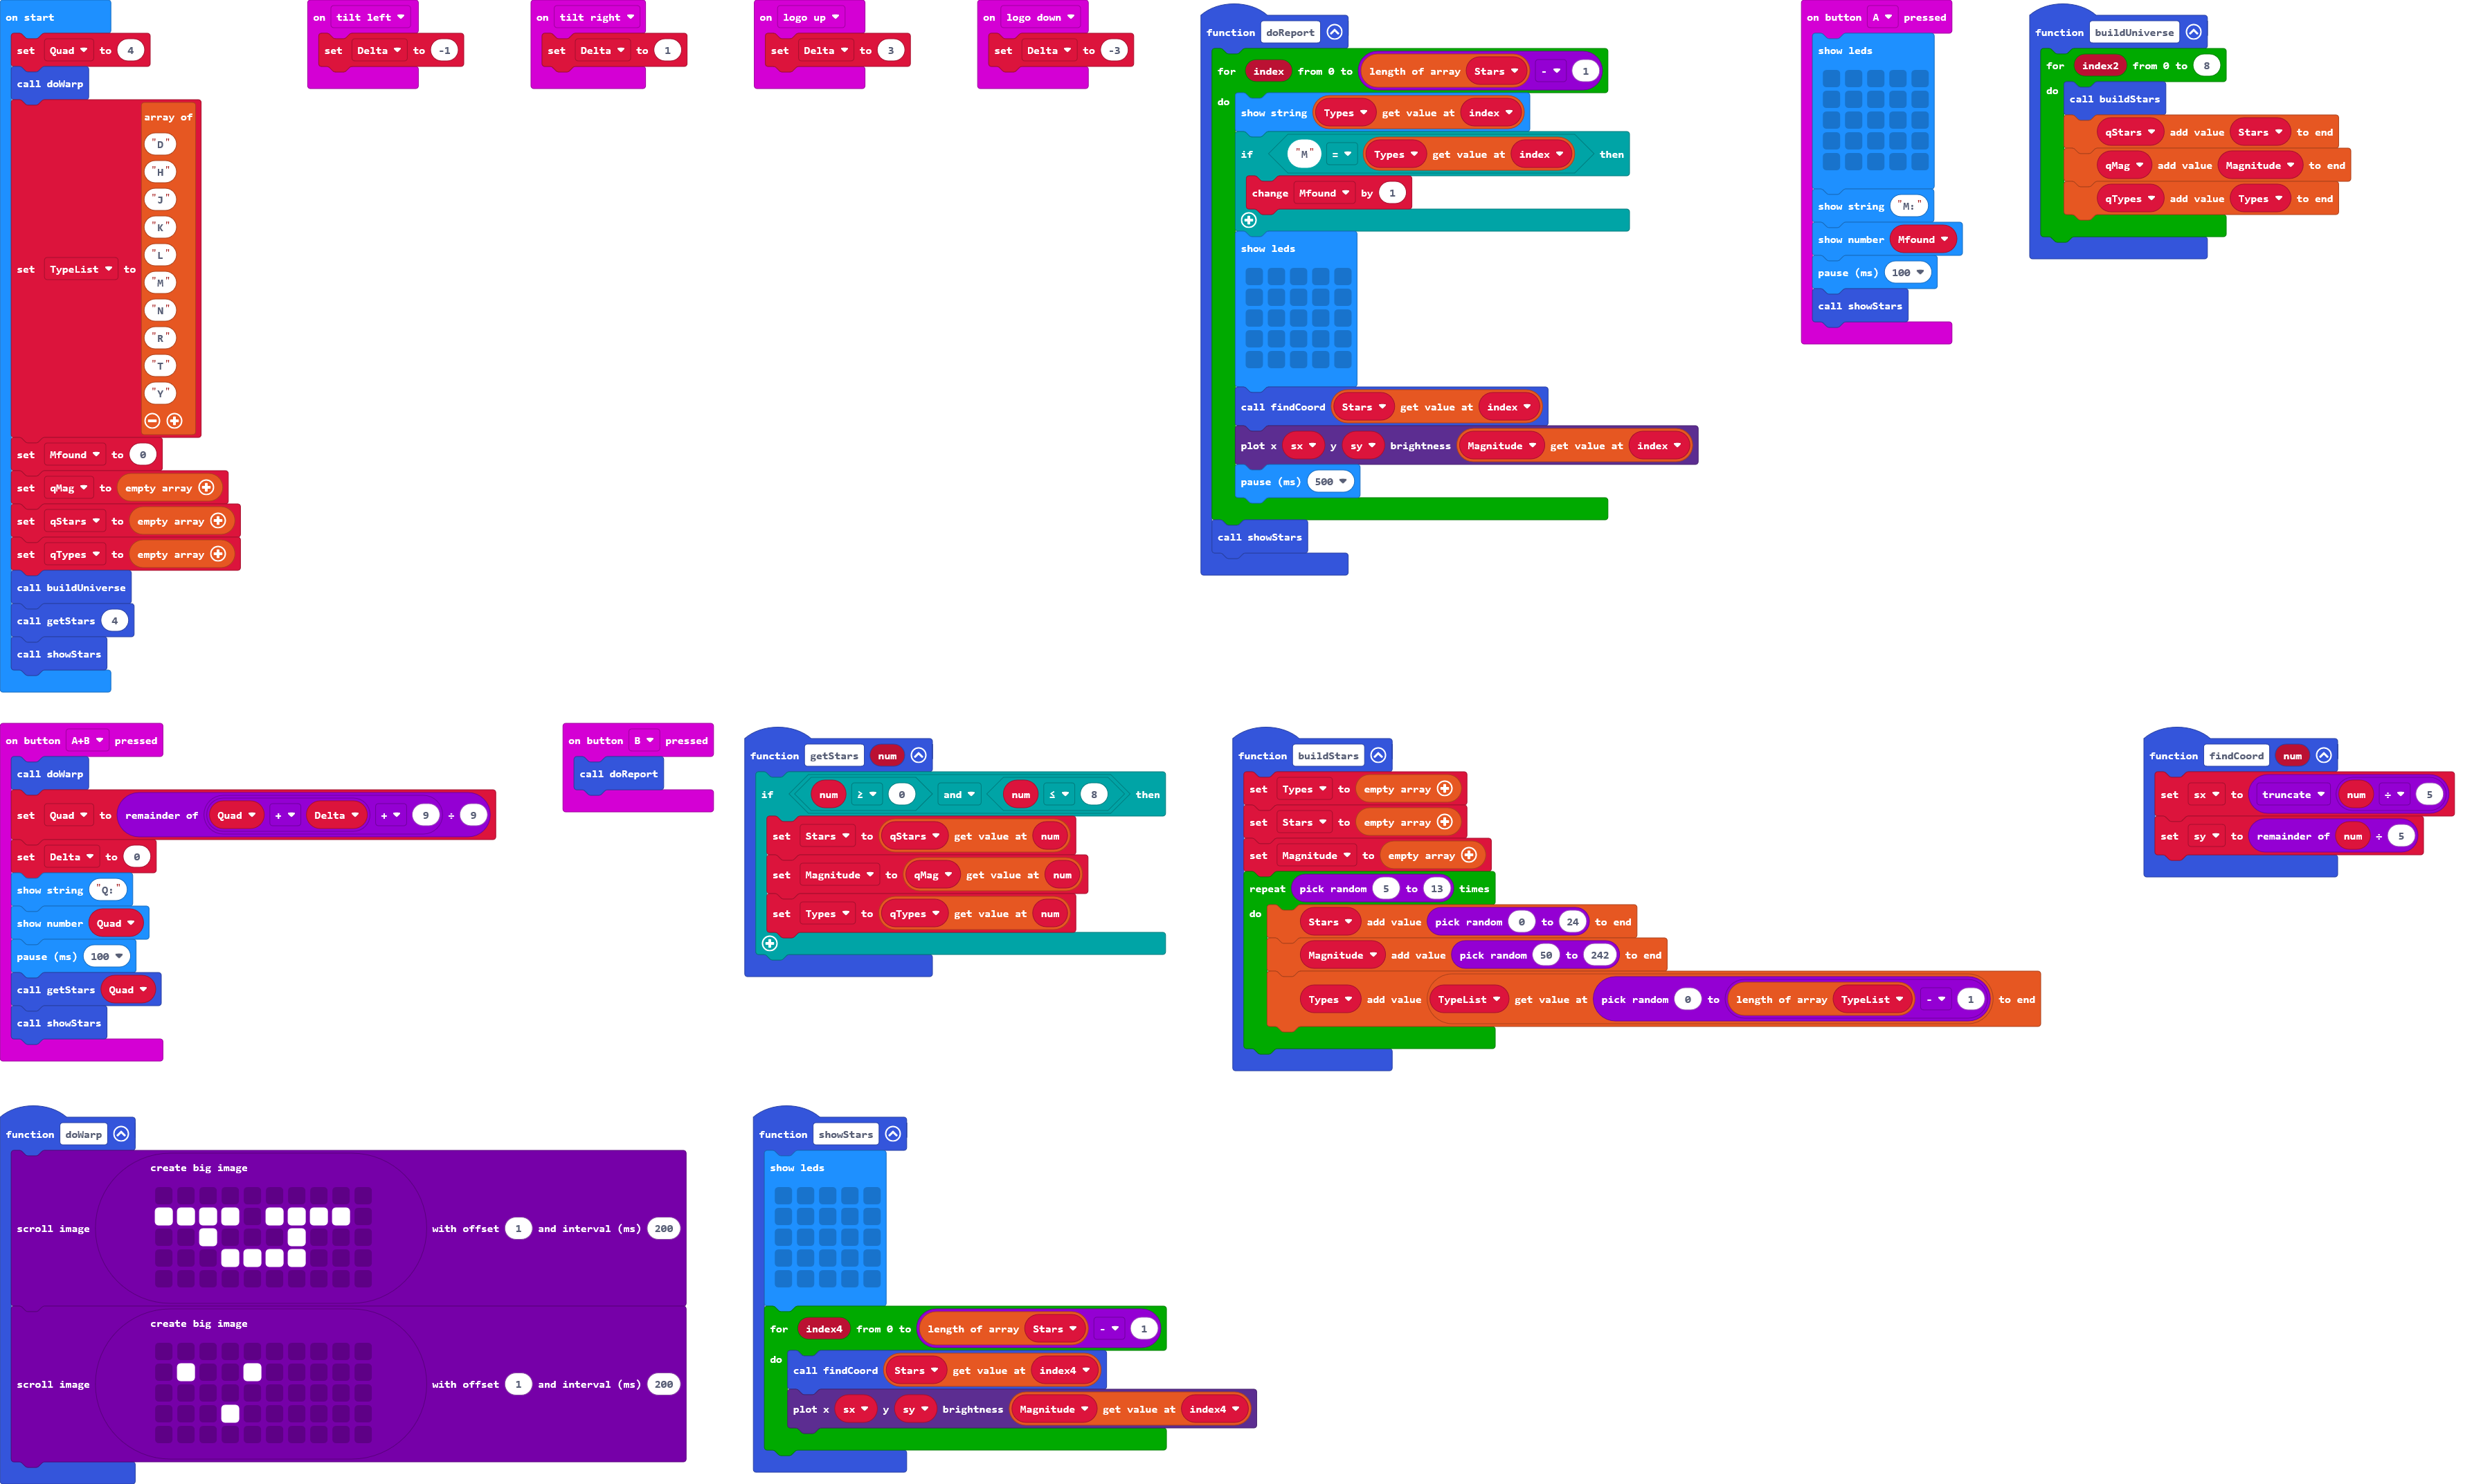 on start
set Quad to 4
call doWarp
set TypeList to
array of
"D"
"H"
"J"
"K"
"L"
"M"
"N"
"R"
"T"
"Y"
set Mfound to 0
set qMag to empty array
set qStars to empty array
set qTypes to empty array
call buildUniverse
call getStars 4
call showStars
on tilt left
set Delta to -1
on tilt right
set Delta to 1
on logo up
set Delta to 3
on logo down
set Delta to -3
function doReport
for index from 0 to length of array Stars - 1
do
show string Types get value at index
if "M" = Types get value at index then
change Mfound by 1
show leds
call findCoord Stars get value at index
plot x sx y sy brightness Magnitude get value at index
pause (ms) 500
call showStars
on button A pressed
show leds
show string "M:"
show number Mfound
pause (ms) 100
call showStars
function buildUniverse
for index2 from 0 to 8
do
call buildStars
qStars add value Stars to end
qMag add value Magnitude to end
qTypes add value Types to end
on button A+B pressed
call doWarp
set Quad to remainder of Quad + Delta + 9 ÷ 9
set Delta to 0
show string "Q:"
show number Quad
pause (ms) 100
call getStars Quad
call showStars
on button B pressed
call doReport
function getStars num
if num ≥ 0 and num ≤ 8 then
set Stars to qStars get value at num
set Magnitude to qMag get value at num
set Types to qTypes get value at num
function buildStars
set Types to empty array
set Stars to empty array
set Magnitude to empty array
repeat pick random 5 to 13 times
do
Stars add value pick random 0 to 24 to end
Magnitude add value pick random 50 to 242 to end
Types add value TypeList get value at pick random 0 to length of array TypeList - 1 to end
function findCoord num
set sx to truncate num ÷ 5
set sy to remainder of num ÷ 5
function doWarp
create big image
scroll image with offset 1 and interval (ms) 200
create big image
scroll image with offset 1 and interval (ms) 200
function showStars
show leds
for index4 from 0 to length of array Stars - 1
do
call findCoord Stars get value at index4
plot x sx y sy brightness Magnitude get value at index4